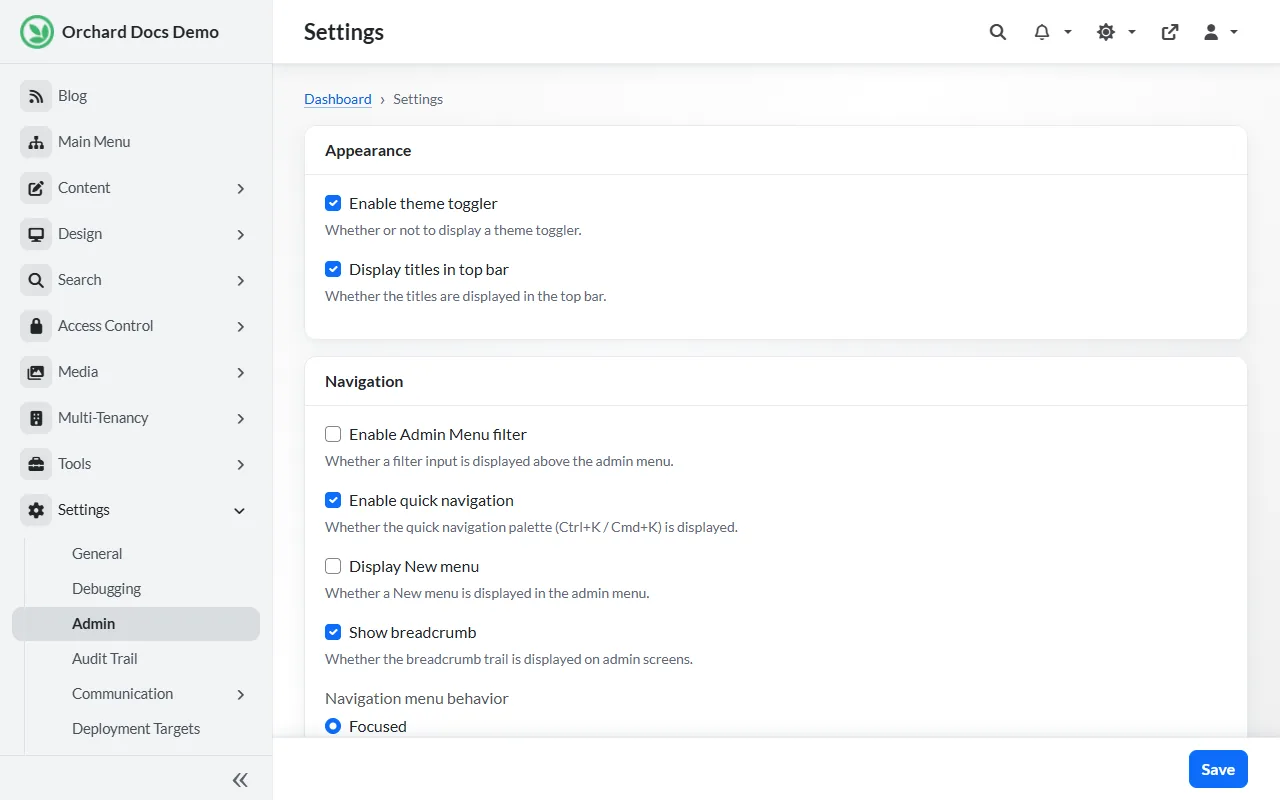 Orchard Docs Demo
Settings
Blog
Main Menu
Content
Design
Search
Access Control
Media
Multi-Tenancy
Tools
Settings
General
Debugging
Admin
Audit Trail
Communication
Deployment Targets
Dashboard › Settings
Appearance
Enable theme toggler
Whether or not to display a theme toggler.
Display titles in top bar
Whether the titles are displayed in the top bar.
Navigation
Enable Admin Menu filter
Whether a filter input is displayed above the admin menu.
Enable quick navigation
Whether the quick navigation palette (Ctrl+K / Cmd+K) is displayed.
Display New menu
Whether a New menu is displayed in the admin menu.
Show breadcrumb
Whether the breadcrumb trail is displayed on admin screens.
Navigation menu behavior
Focused
Save